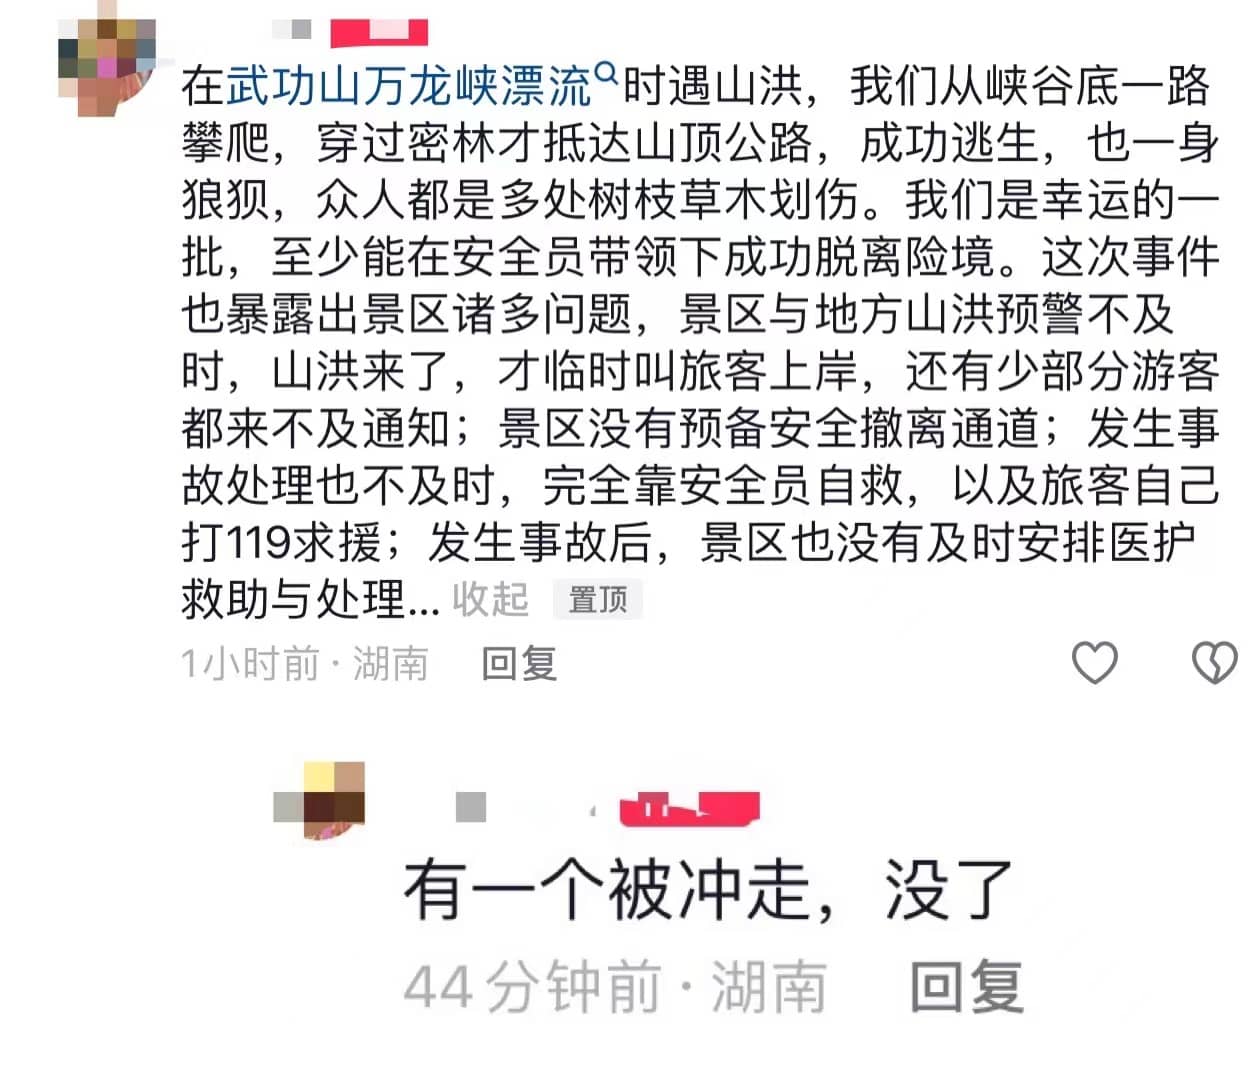 在武功山万龙峡漂流时遇山洪，我们从峡谷底一路
攀爬，穿过密林才抵达山顶公路，成功逃生，也一身
狼狈，众人都是多处树枝草木划伤。我们是幸运的一
批，至少能在安全员带领下成功脱离险境。这次事件
也暴露出景区诸多问题，景区与地方山洪预警不及
时，山洪来了，才临时叫旅客上岸，还有少部分游客
都来不及通知；景区没有预备安全撤离通道；发生事
故处理也不及时，完全靠安全员自救，以及旅客自己
打119求援；发生事故后，景区也没有及时安排医护
救助与处理... 收起 置顶
1小时前 · 湖南 回复
有一个被冲走，没了
44分钟前 · 湖南 回复